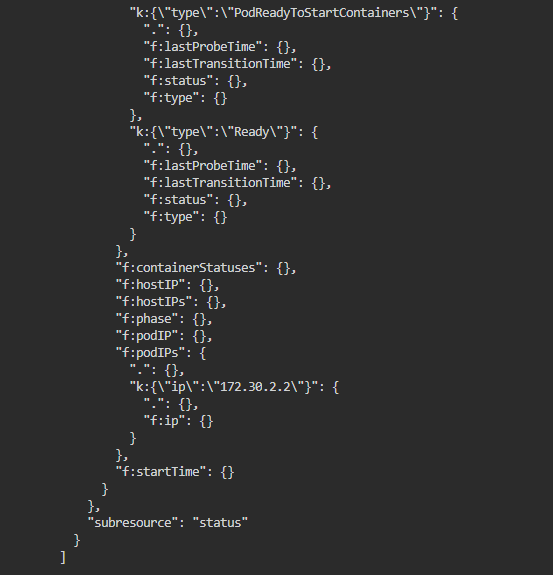 "k:{\"type\":\"PodReadyToStartContainers\"}": {
".": {},
"f:lastProbeTime": {},
"f:lastTransitionTime": {},
"f:status": {},
"f:type": {}
},
"k:{\"type\":\"Ready\"}": {
".": {},
"f:lastProbeTime": {},
"f:lastTransitionTime": {},
"f:status": {},
"f:type": {}
}
},
"f:containerStatuses": {},
"f:hostIP": {},
"f:hostIPs": {},
"f:phase": {},
"f:podIP": {},
"f:podIPs": {
".": {},
"k:{\"ip\":\"172.30.2.2\"}": {
".": {},
"f:ip": {}
}
},
"f:startTime": {}
}
},
"subresource": "status"
}
]